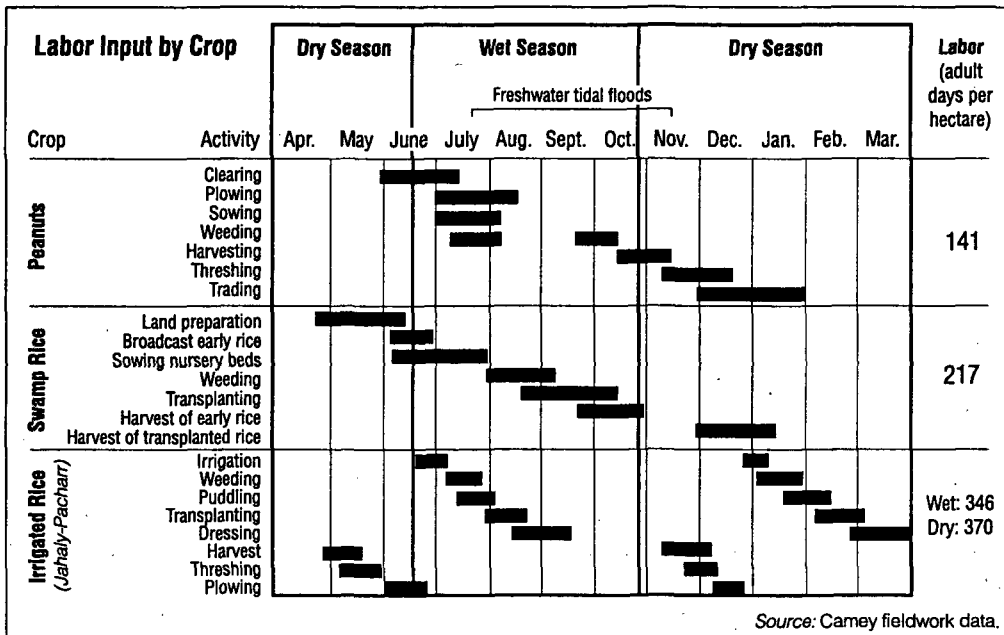 Labor Input by Crop
Dry Season
Wet Season
Dry Season
Labor
(adult
days per
hectare)
Freshwater tidal floods
Crop Activity Apr. May June July Aug. Sept. Oct. Nov. Dec. Jan. Feb. Mar.
Peanuts
Clearing
Plowing
Sowing
Weeding
Harvesting
Threshing
Trading
141
Swamp Rice
Land preparation
Broadcast early rice
Sowing nursery beds
Weeding
Transplanting
Harvest of early rice
Harvest of transplanted rice
217
Irrigated Rice
(Jahaly-Pacharr)
Irrigation
Weeding
Puddling
Transplanting
Dressing
Harvest
Threshing
Plowing
Wet: 346
Dry: 370
Source: Carney fieldwork data.